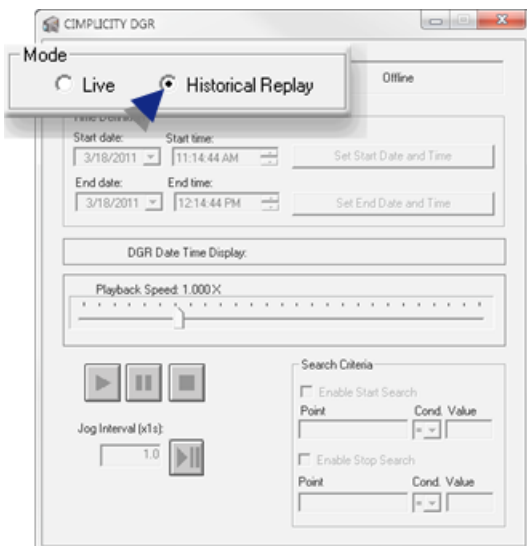 CIMPLICITY DGR
Mode
Live Historical Replay
Offline
Start date: Start time:
3/18/2011 11:14:44 AM Set Start Date and Time
End date: End time:
3/18/2011 12:14:44 PM Set End Date and Time
DGR Date Time Display:
Playback Speed: 1.000 X
Search Criteria
Enable Start Search
Point Cond. Value
=
Jog Interval (x1s):
1.0
Enable Stop Search
Point Cond. Value
=